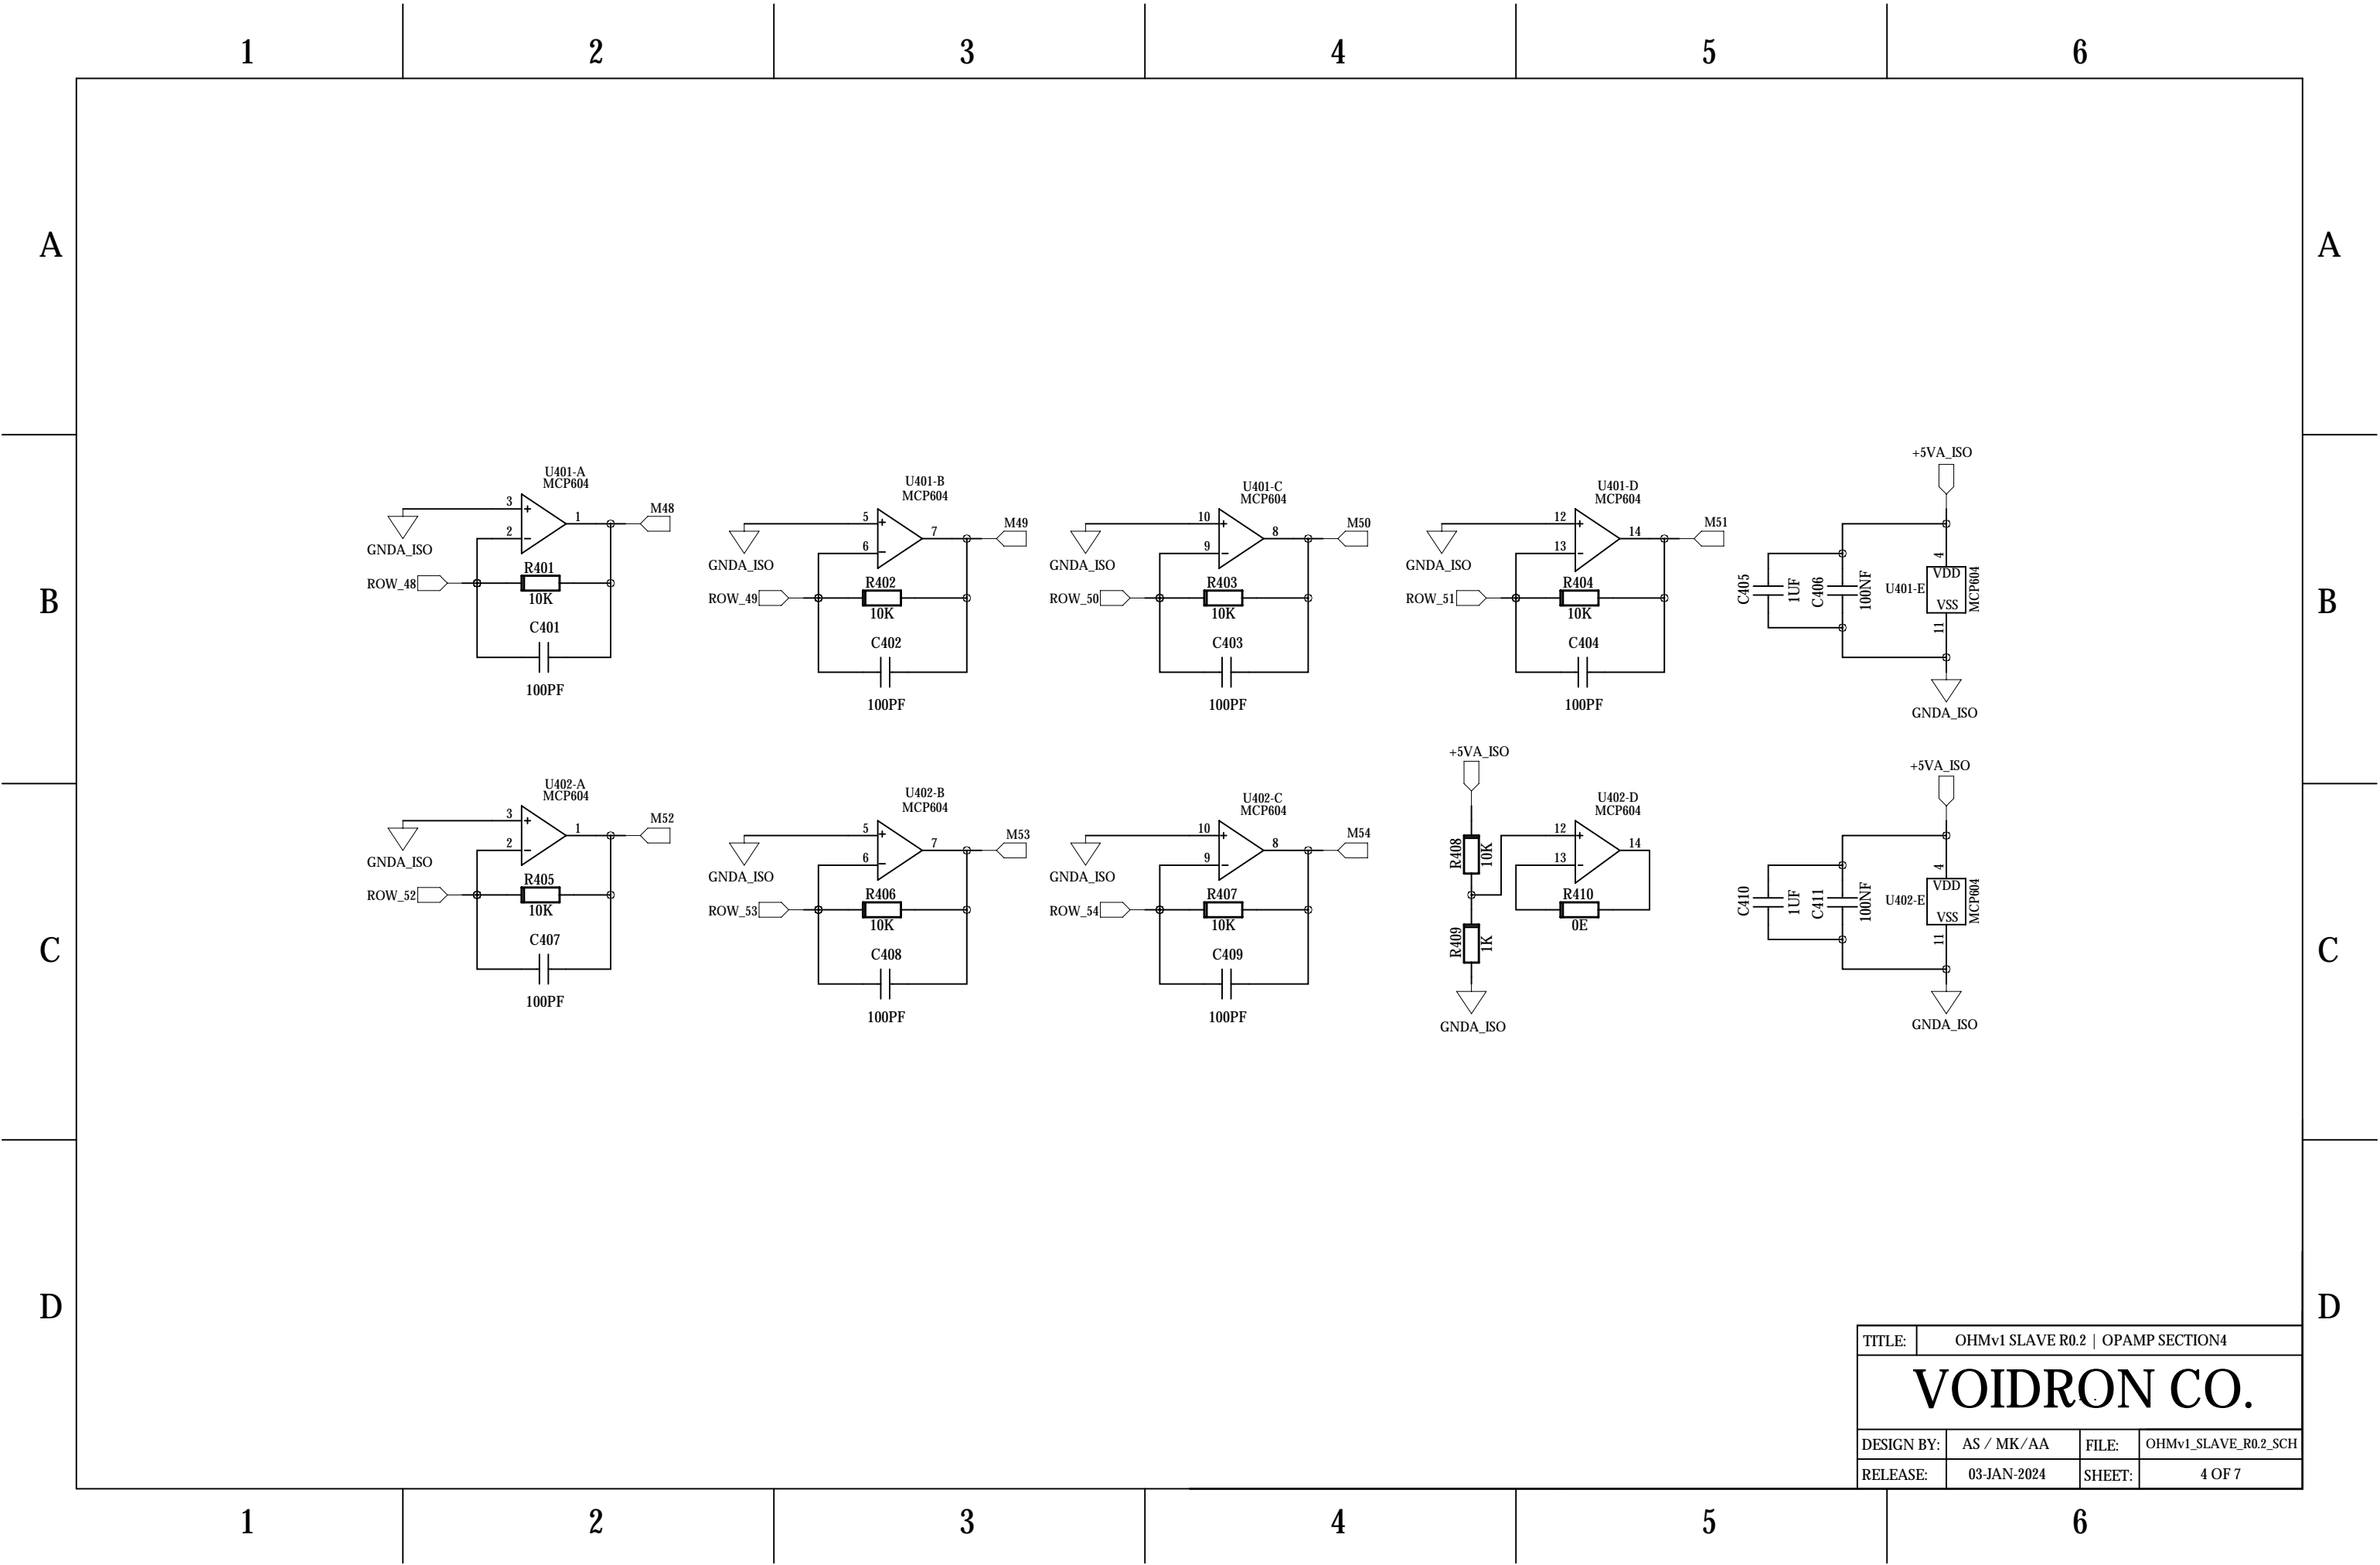 1 2 3 4 5 6
A A
U401-A
MCP604
3
+
2
-
1
M48
GNDA_ISO
ROW_48
R401
10K
C401
100PF
U401-B
MCP604
5
+
6
-
7
M49
GNDA_ISO
ROW_49
R402
10K
C402
100PF
U401-C
MCP604
10
+
9
-
8
M50
GNDA_ISO
ROW_50
R403
10K
C403
100PF
U401-D
MCP604
12
+
13
-
14
M51
GNDA_ISO
ROW_51
R404
10K
C404
100PF
+5VA_ISO
C405
1UF
C406
100NF
U401-E
4
VDD
VSS
11
MCP604
GNDA_ISO
B B
U402-A
MCP604
3
+
2
-
1
M52
GNDA_ISO
ROW_52
R405
10K
C407
100PF
U402-B
MCP604
5
+
6
-
7
M53
GNDA_ISO
ROW_53
R406
10K
C408
100PF
U402-C
MCP604
10
+
9
-
8
M54
GNDA_ISO
ROW_54
R407
10K
C409
100PF
+5VA_ISO
R408
10K
R409
1K
GNDA_ISO
U402-D
MCP604
12
+
13
-
14
R410
0E
+5VA_ISO
C410
1UF
C411
100NF
U402-E
4
VDD
VSS
11
MCP604
GNDA_ISO
C C
D D
TITLE: OHMv1 SLAVE R0.2 | OPAMP SECTION4
VOIDRON CO.
DESIGN BY: AS / MK/AA FILE: OHMv1_SLAVE_R0.2_SCH
RELEASE: 03-JAN-2024 SHEET: 4 OF 7
1 2 3 4 5 6